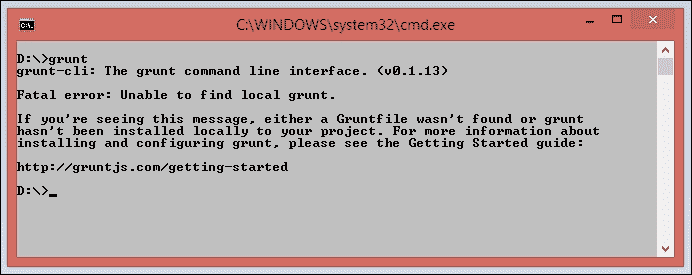 C:\WINDOWS\system32\cmd.exe
D:\>grunt
grunt-cli: The grunt command line interface. (v0.1.13)
Fatal error: Unable to find local grunt.
If you're seeing this message, either a Gruntfile wasn't found or grunt
hasn't been installed locally to your project. For more information about
installing and configuring grunt, please see the Getting Started guide:
http://gruntjs.com/getting-started
D:\>_